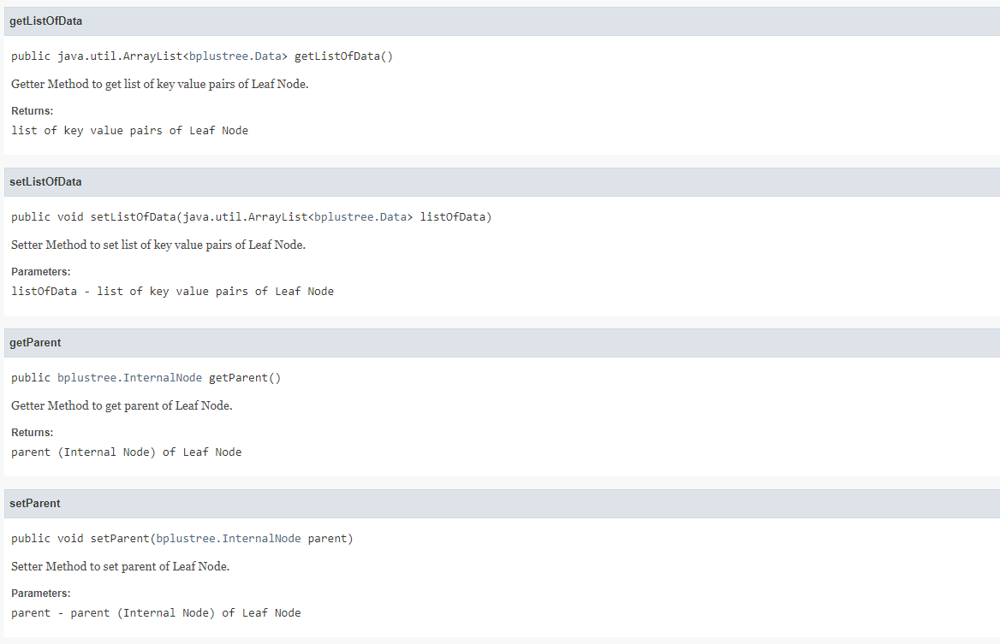 getListOfData
public java.util.ArrayList<bplustree.Data> getListOfData()
Getter Method to get list of key value pairs of Leaf Node.
Returns:
list of key value pairs of Leaf Node
setListOfData
public void setListOfData(java.util.ArrayList<bplustree.Data> listOfData)
Setter Method to set list of key value pairs of Leaf Node.
Parameters:
listOfData - list of key value pairs of Leaf Node
getParent
public bplustree.InternalNode getParent()
Getter Method to get parent of Leaf Node.
Returns:
parent (Internal Node) of Leaf Node
setParent
public void setParent(bplustree.InternalNode parent)
Setter Method to set parent of Leaf Node.
Parameters:
parent - parent (Internal Node) of Leaf Node